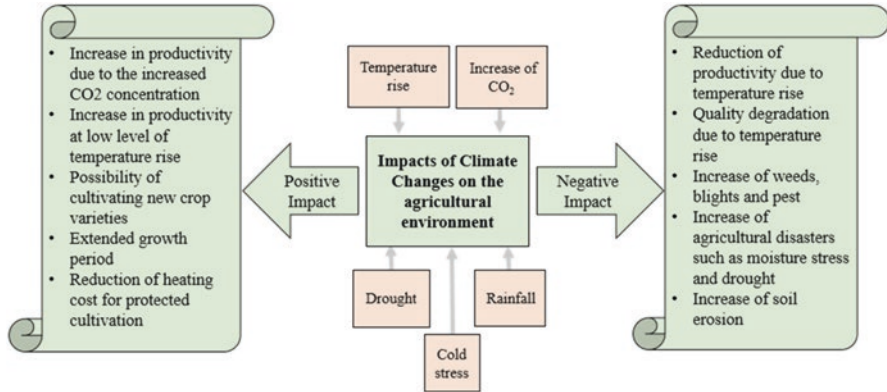 • Increase in productivity
due to the increased
CO2 concentration
• Increase in productivity
at low level of
temperature rise
• Possibility of
cultivating new crop
varieties
• Extended growth
period
• Reduction of heating
cost for protected
cultivation
Positive
Impact
Temperature
rise
Increase of
CO₂
Impacts of Climate
Changes on the
agricultural
environment
Drought
Cold
stress
Rainfall
Negative
Impact
• Reduction of
productivity due to
temperature rise
• Quality degradation
due to temperature
rise
• Increase of weeds,
blights and pest
• Increase of
agricultural disasters
such as moisture stress
and drought
• Increase of soil
erosion